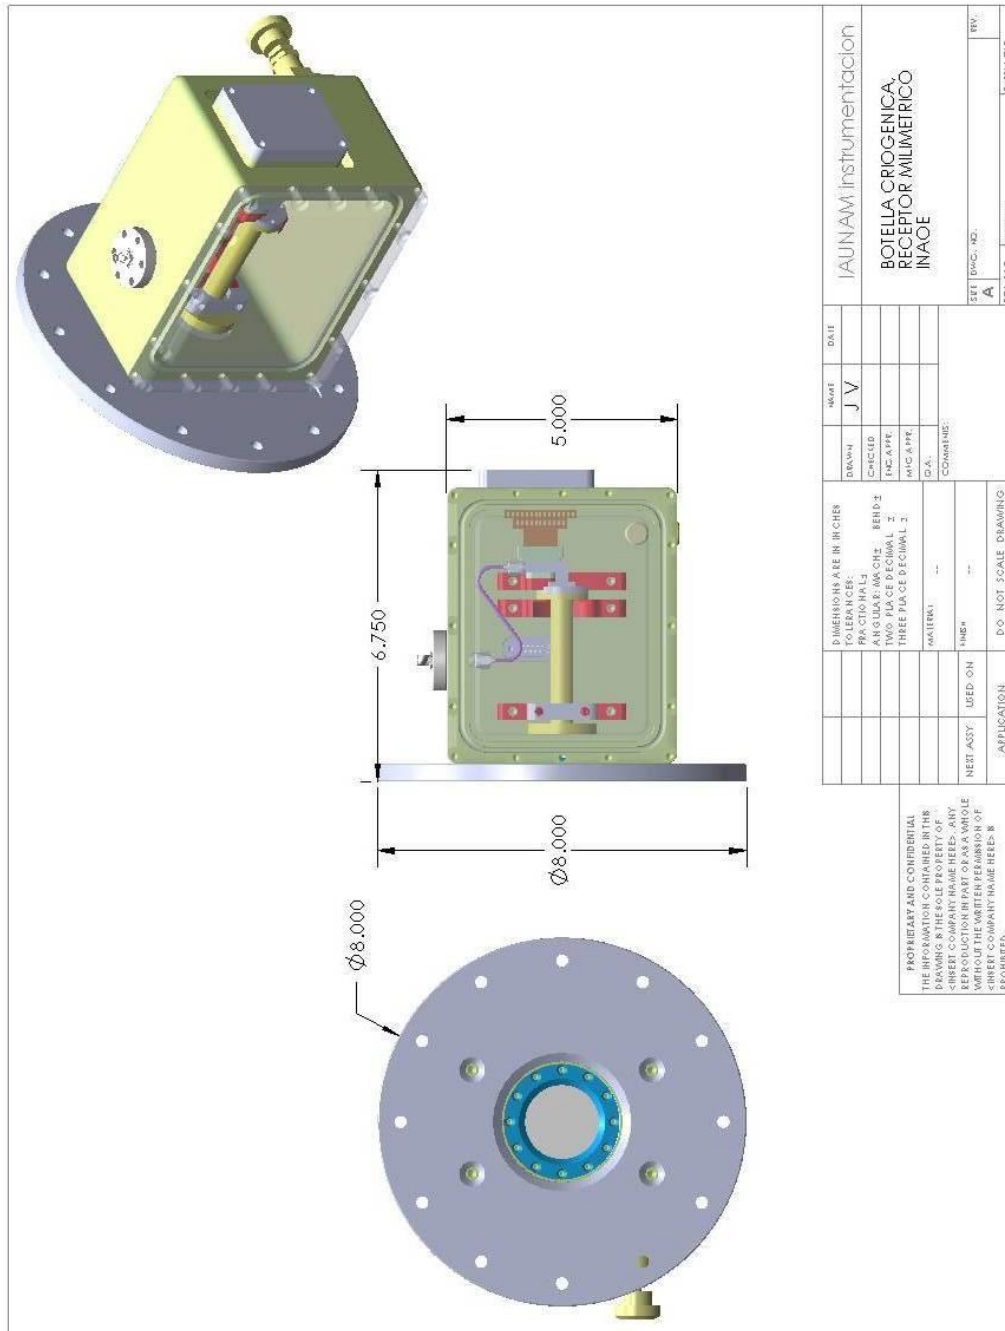 Ø8.000
Ø8.000
6.750
5.000
PROPRIETARY AND CONFIDENTIAL
THE INFORMATION CONTAINED IN THIS
DRAWING IS THE SOLE PROPERTY OF
<INSERT COMPANY NAME HERE>. ANY
REPRODUCTION IN PART OR AS A WHOLE
WITHOUT THE WRITTEN PERMISSION OF
<INSERT COMPANY NAME HERE> IS
PROHIBITED.
NEXT ASSY
USED ON
APPLICATION
DIMENSIONS ARE IN INCHES
TOLERANCES:
FRACTIONAL±
ANGULAR: MACH± BEND ±
TWO PLACE DECIMAL ±
THREE PLACE DECIMAL ±
MATERIAL
--
FINISH
--
DO NOT SCALE DRAWING
NAME
DATE
DRAWN
J V
CHECKED
ENG APPR.
MFG APPR.
Q.A.
COMMENTS:
IAUNAM Instrumentacion
BOTELLA CRIOGENICA,
RECEPTOR MILIMETRICO
INAOE
SIZE
A
DWG. NO.
REV.